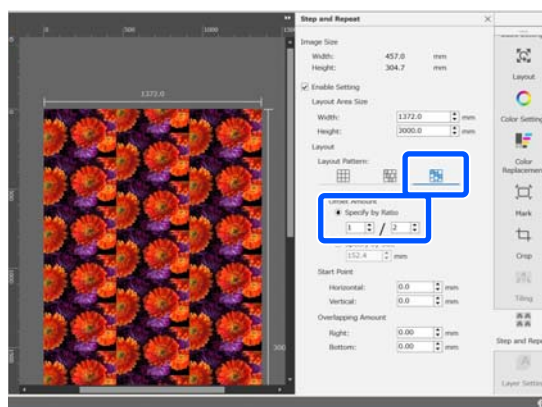 Step and Repeat
Image Size
Width: 457.0 mm
Height: 304.7 mm
Enable Setting
Layout Area Size
Width: 1372.0 mm
Height: 3000.0 mm
Layout
Layout Pattern:
Offset Amount
Specify by Ratio
1 / 2
152.4 mm
Start Point
Horizontal: 0.0 mm
Vertical: 0.0 mm
Overlapping Amount
Right: 0.00 mm
Bottom: 0.00 mm
0 500 1000
1372.0
Layout
Color Setting
Color
Replacement
Mark
Crop
Tiling
Step and Repe
Layer Settin